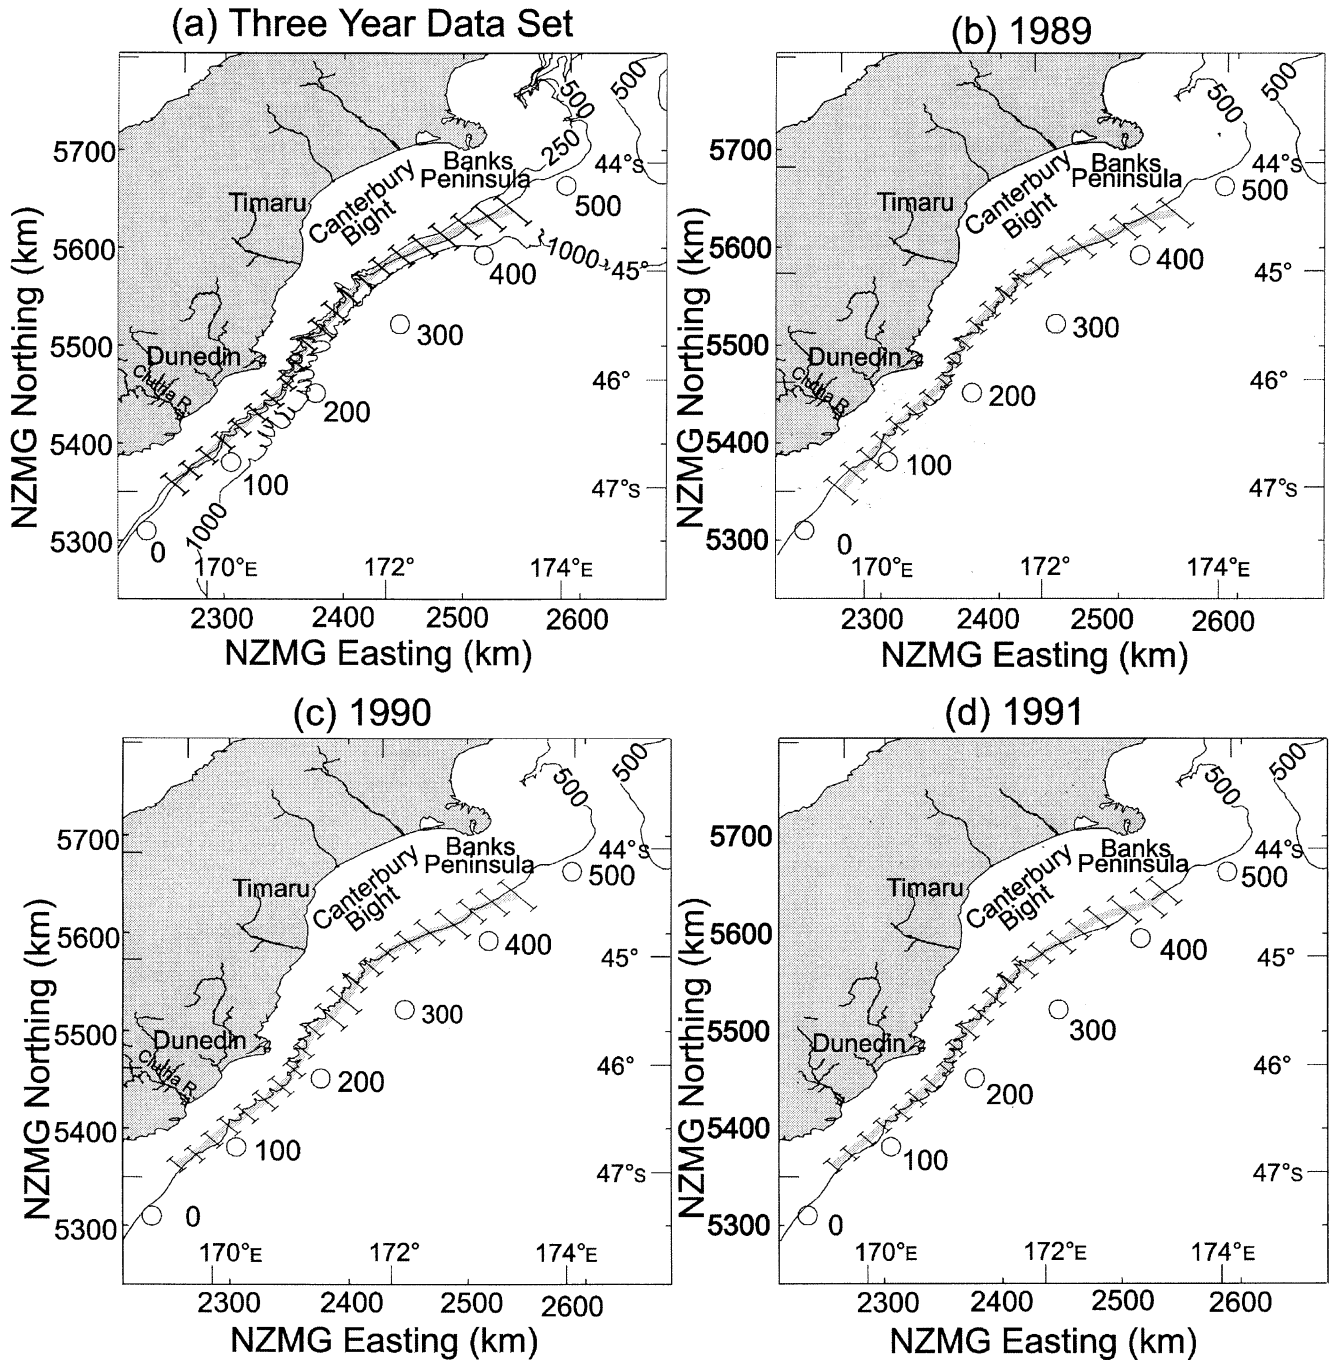 (a) Three Year Data Set
500
500
250
5700
Banks
Peninsula
44°S
Timaru
Canterbury
Bight
500
5600
1000
45°
400
300
5500
Dunedin
Clutha R
46°
200
5400
100
47°S
1000
5300
0
170°E
172°
174°E
2300
2400
2500
2600
NZMG Easting (km)
NZMG Northing (km)
(b) 1989
500
500
5700
Banks
Peninsula
44°S
Timaru
Canterbury
Bight
500
5600
400
45°
300
5500
Dunedin
Clutha R
46°
200
5400
100
47°S
5300
0
170°E
172°
174°E
2300
2400
2500
2600
NZMG Easting (km)
NZMG Northing (km)
(c) 1990
500
500
5700
Banks
Peninsula
44°S
Timaru
Canterbury
Bight
500
5600
400
45°
300
5500
Dunedin
Clutha R
46°
200
5400
100
47°S
5300
0
170°E
172°
174°E
2300
2400
2500
2600
NZMG Easting (km)
NZMG Northing (km)
(d) 1991
500
500
5700
Banks
Peninsula
44°S
Timaru
Canterbury
Bight
500
5600
400
45°
300
5500
Dunedin
Clutha R
46°
200
5400
100
47°S
5300
0
170°E
172°E
174°E
2300
2400
2500
2600
NZMG Easting (km)
NZMG Northing (km)